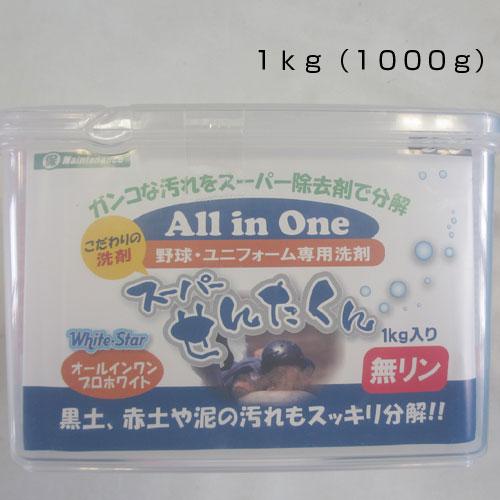 １ｋｇ（１０００ｇ）
保 Maintenance
ガンコな汚れをスーパー除去剤で分解
All in One
こだわりの
洗剤
野球・ユニフォーム専用洗剤
スーパー
せんたくん
1kg入り
White-Star
オールインワン
プロホワイト
無リン
黒土、赤土や泥の汚れもスッキリ分解!!